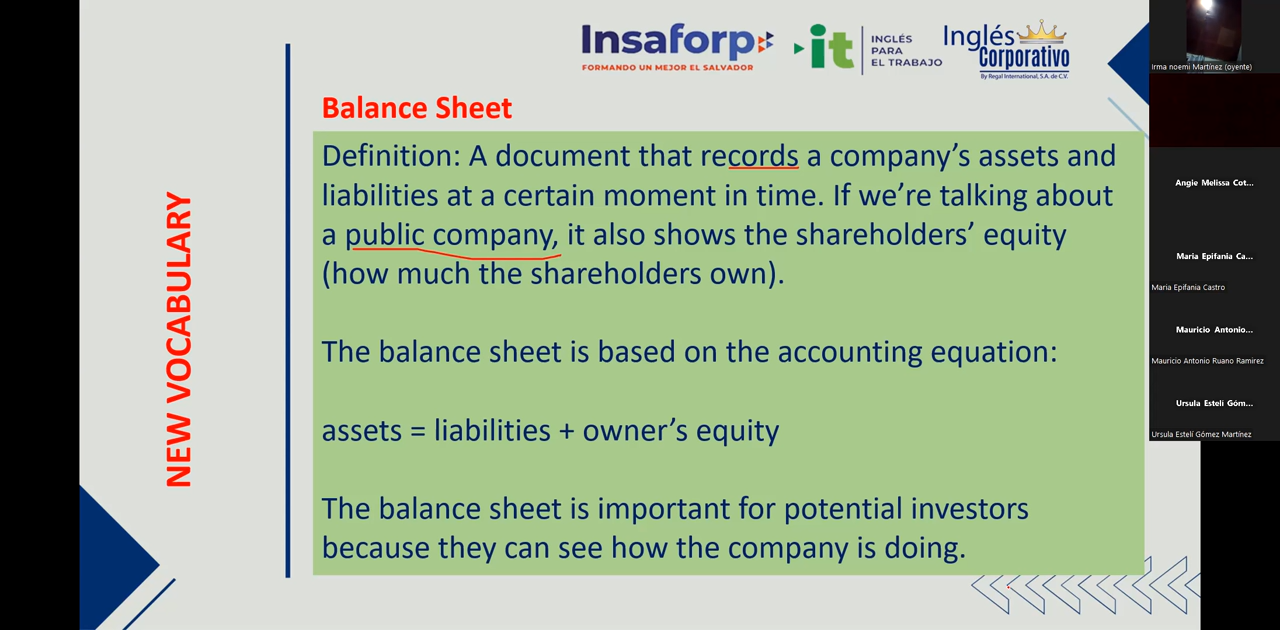 Insaforp
FORMANDO UN MEJOR EL SALVADOR
it
INGLÉS
PARA
EL TRABAJO
Inglés
Corporativo
By Regal International, S.A. de C.V.
NEW VOCABULARY
Balance Sheet
Definition: A document that records a company’s assets and
liabilities at a certain moment in time. If we’re talking about
a public company, it also shows the shareholders’ equity
(how much the shareholders own).
The balance sheet is based on the accounting equation:
assets = liabilities + owner’s equity
The balance sheet is important for potential investors
because they can see how the company is doing.
Irma noemi Martínez (oyente)
Angie Melissa Cot...
Maria Epifania Ca...
Maria Epifania Castro
Mauricio Antonio...
Mauricio Antonio Ruano Ramirez
Ursula Estelí Góm...
Ursula Estelí Gómez Martínez